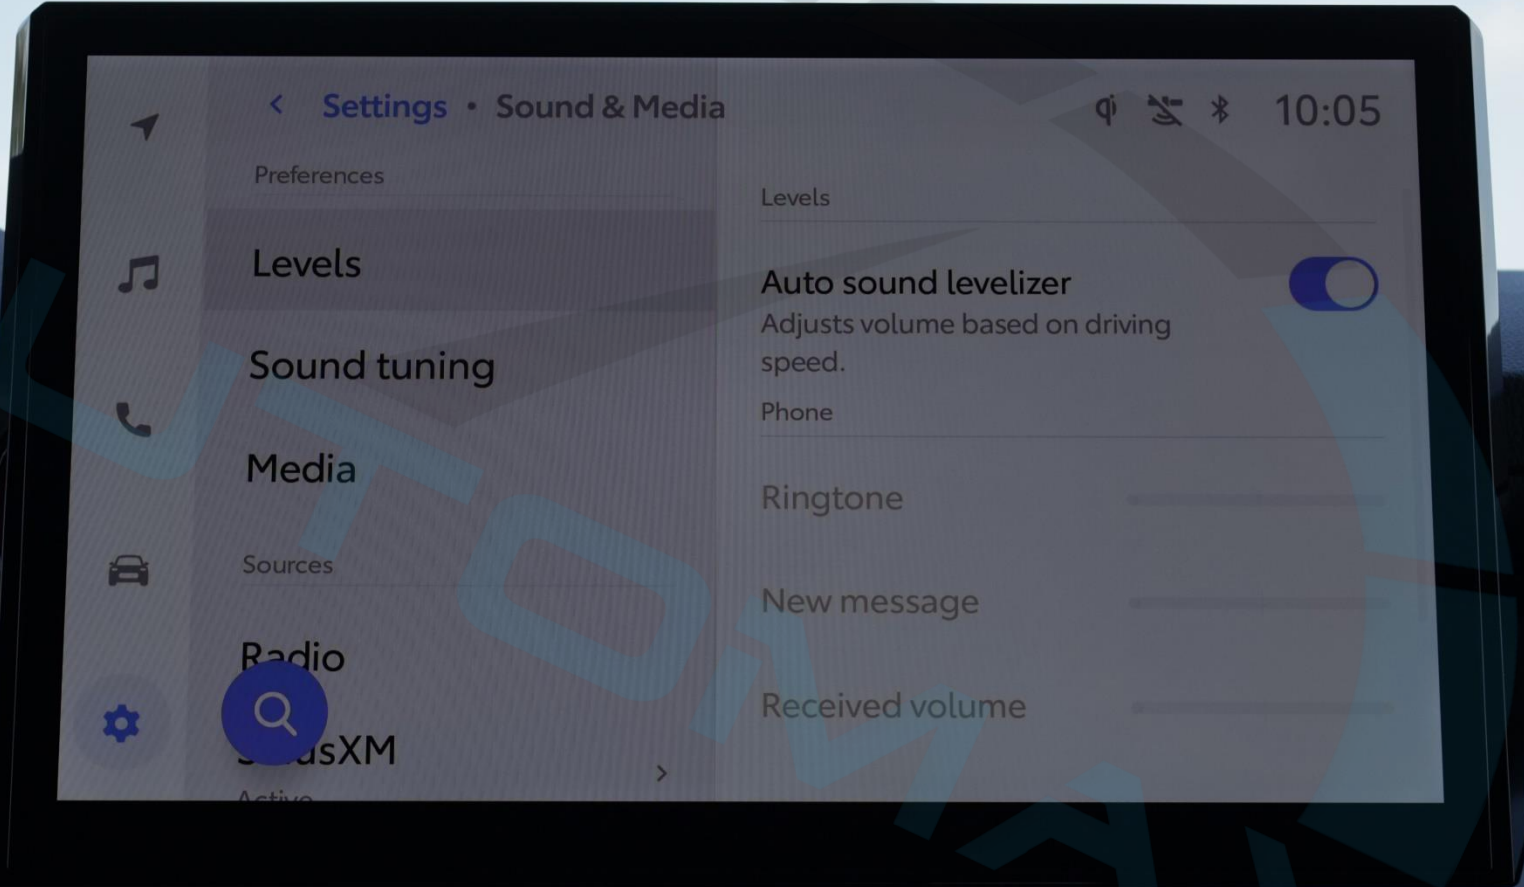 Settings • Sound & Media
10:05
Preferences
Levels
Sound tuning
Media
Sources
Radio
Levels
Auto sound levelizer
Adjusts volume based on driving
speed.
Phone
Ringtone
New message
Received volume
UTOMA